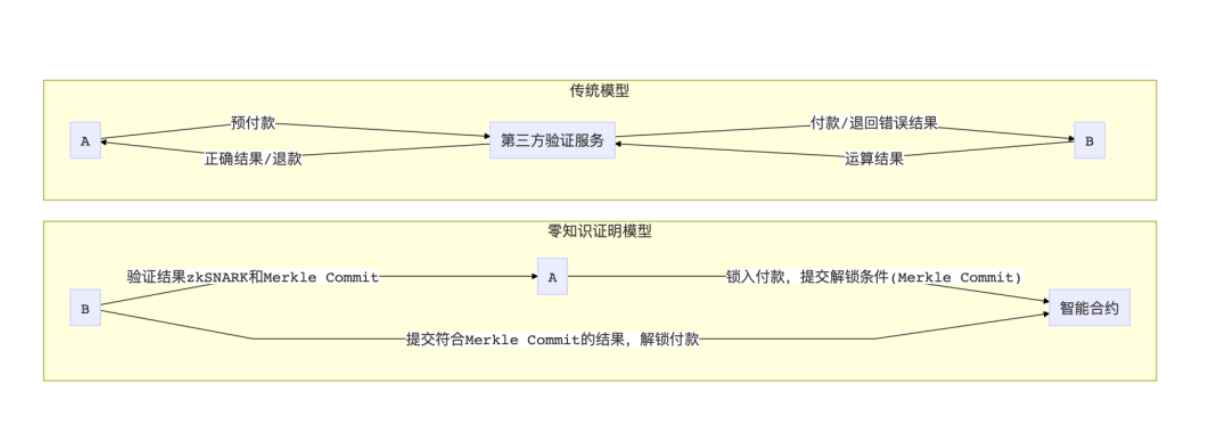 传统模型
预付款
付款/退回错误结果
A
第三方验证服务
B
正确结果/退款
运算结果
零知识证明模型
验证结果zkSNARK和Merkle Commit
A
锁入付款，提交解锁条件(Merkle Commit)
B
智能合约
提交符合Merkle Commit的结果，解锁付款